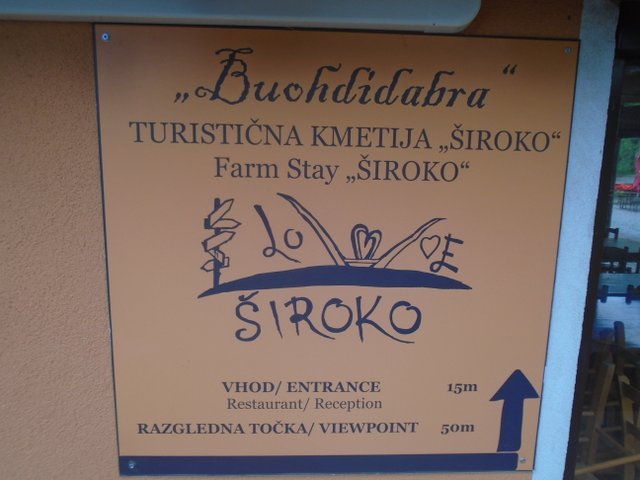 „Buohdidabra“
TURISTIČNA KMETIJA „ŠIROKO“
Farm Stay „ŠIROKO“
LoVE
ŠIROKO
VHOD/ ENTRANCE 15m
Restaurant/ Reception
RAZGLEDNA TOČKA/ VIEWPOINT 50m